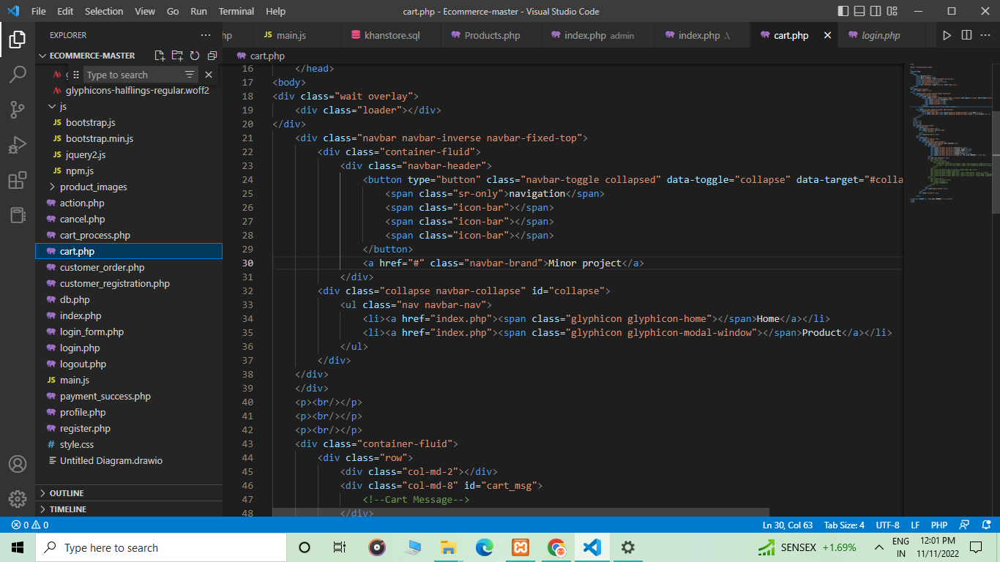 File Edit Selection View Go Run Terminal Help cart.php - Ecommerce-master - Visual Studio Code
EXPLORER
hp main.js khanstore.sql Products.php index.php admin index.php .\ cart.php login.php
ECOMMERCE-MASTER
cart.php
Type to search
glyphicons-halflings-regular.woff2
js
bootstrap.js
bootstrap.min.js
jquery2.js
npm.js
product_images
action.php
cancel.php
cart_process.php
cart.php
customer_order.php
customer_registration.php
db.php
index.php
login_form.php
login.php
logout.php
main.js
payment_success.php
profile.php
register.php
style.css
Untitled Diagram.drawio
OUTLINE
TIMELINE
16 </head>
17 <body>
18 <div class="wait overlay">
19 <div class="loader"></div>
20 </div>
21 <div class="navbar navbar-inverse navbar-fixed-top">
22 <div class="container-fluid">
23 <div class="navbar-header">
24 <button type="button" class="navbar-toggle collapsed" data-toggle="collapse" data-target="#colla
25 <span class="sr-only">navigation</span>
26 <span class="icon-bar"></span>
27 <span class="icon-bar"></span>
28 <span class="icon-bar"></span>
29 </button>
30 <a href="#" class="navbar-brand">Minor project</a>
31 </div>
32 <div class="collapse navbar-collapse" id="collapse">
33 <ul class="nav navbar-nav">
34 <li><a href="index.php"><span class="glyphicon glyphicon-home"></span>Home</a></li>
35 <li><a href="index.php"><span class="glyphicon glyphicon-modal-window"></span>Product</a></li>
36 </ul>
37 </div>
38 </div>
39 </div>
40 <p><br/></p>
41 <p><br/></p>
42 <p><br/></p>
43 <div class="container-fluid">
44 <div class="row">
45 <div class="col-md-2"></div>
46 <div class="col-md-8" id="cart_msg">
47 <!--Cart Message-->
48 </div>
0 0 Ln 30, Col 63 Tab Size: 4 UTF-8 LF PHP
Type here to search
SENSEX +1.69%
ENG
IN
12:01 PM
11/11/2022